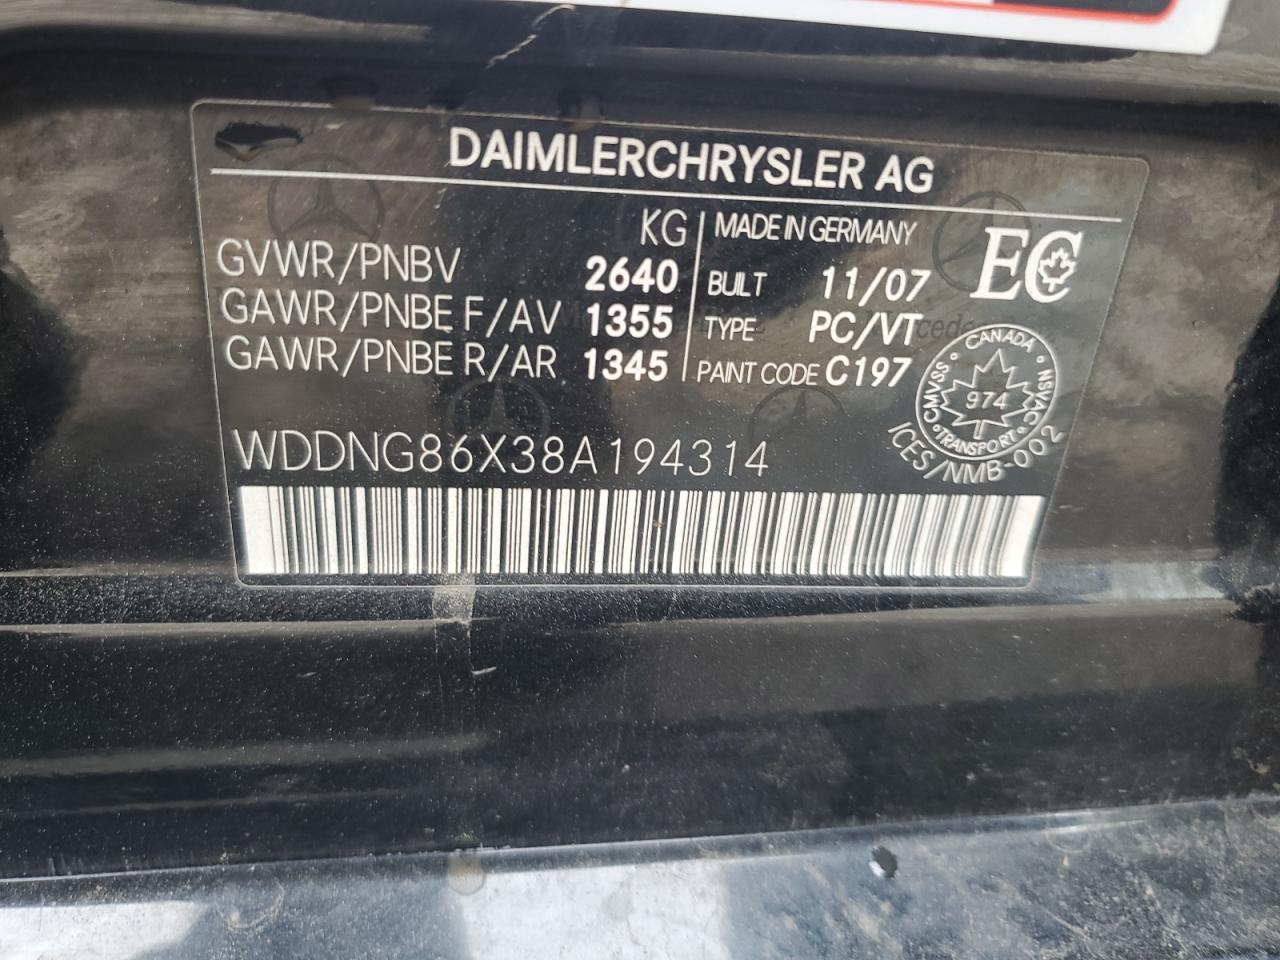 DAIMLERCHRYSLER AG
KG
GVWR/PNBV 2640
GAWR/PNBE F/AV 1355
GAWR/PNBE R/AR 1345
MADE IN GERMANY
BUILT 11/07
TYPE PC/VT
PAINT CODE C197
EC
CANADA
CMVSS NSVAC
974
TRANSPORT
ICES/NMB-002
WDDNG86X38A194314